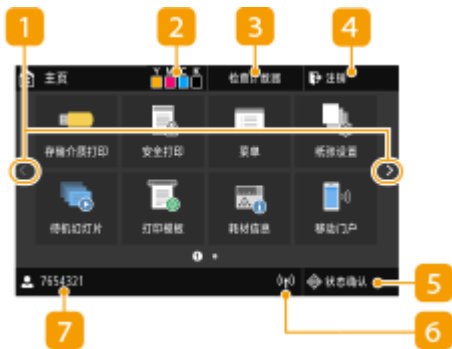 1 2 3 4
主页 Y M C K 检查计数器 注销
存储介质打印 安全打印 菜单 纸张设置
待机幻灯片 打印模板 耗材信息 移动门户
1
7654321 状态确认 5
7 6